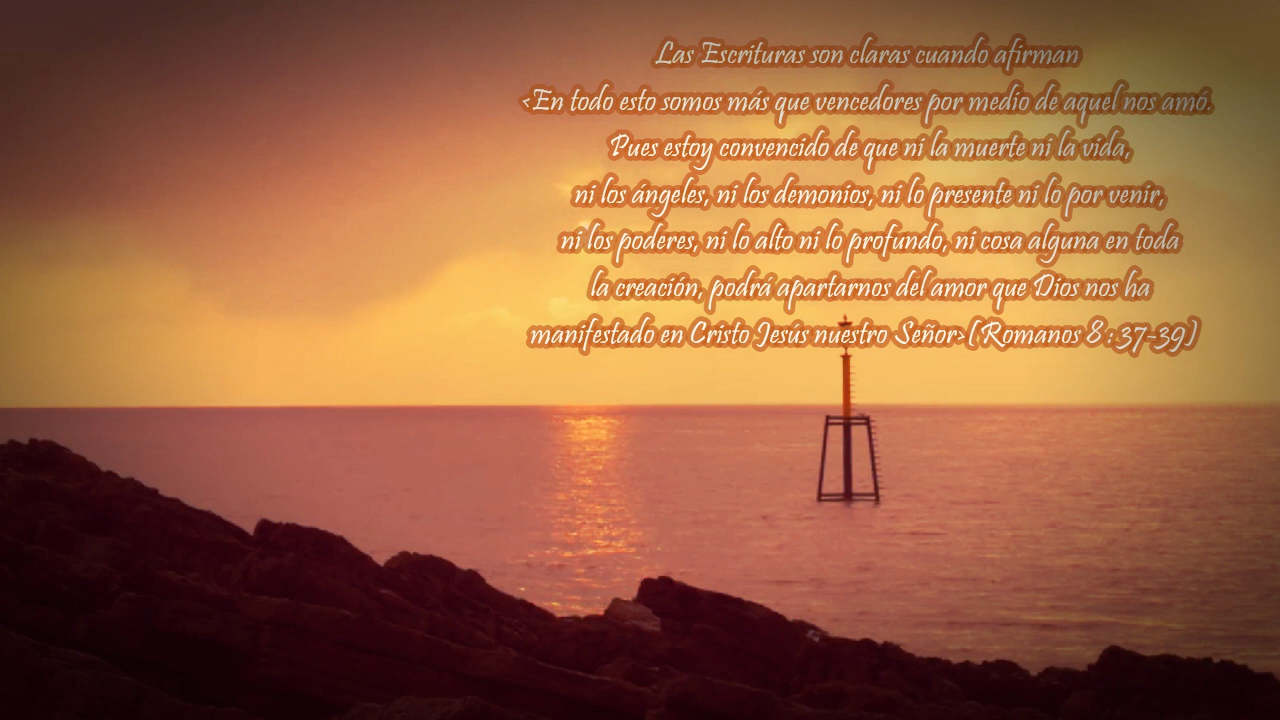 Las Escrituras son claras cuando afirman
<En todo esto somos más que vencedores por medio de aquel nos amó.
Pues estoy convencido de que ni la muerte ni la vida,
ni los ángeles, ni los demonios, ni lo presente ni lo por venir,
ni los poderes, ni lo alto ni lo profundo, ni cosa alguna en toda
la creación, podrá apartarnos del amor que Dios nos ha
manifestado en Cristo Jesús nuestro Señor>(Romanos 8:37-39)